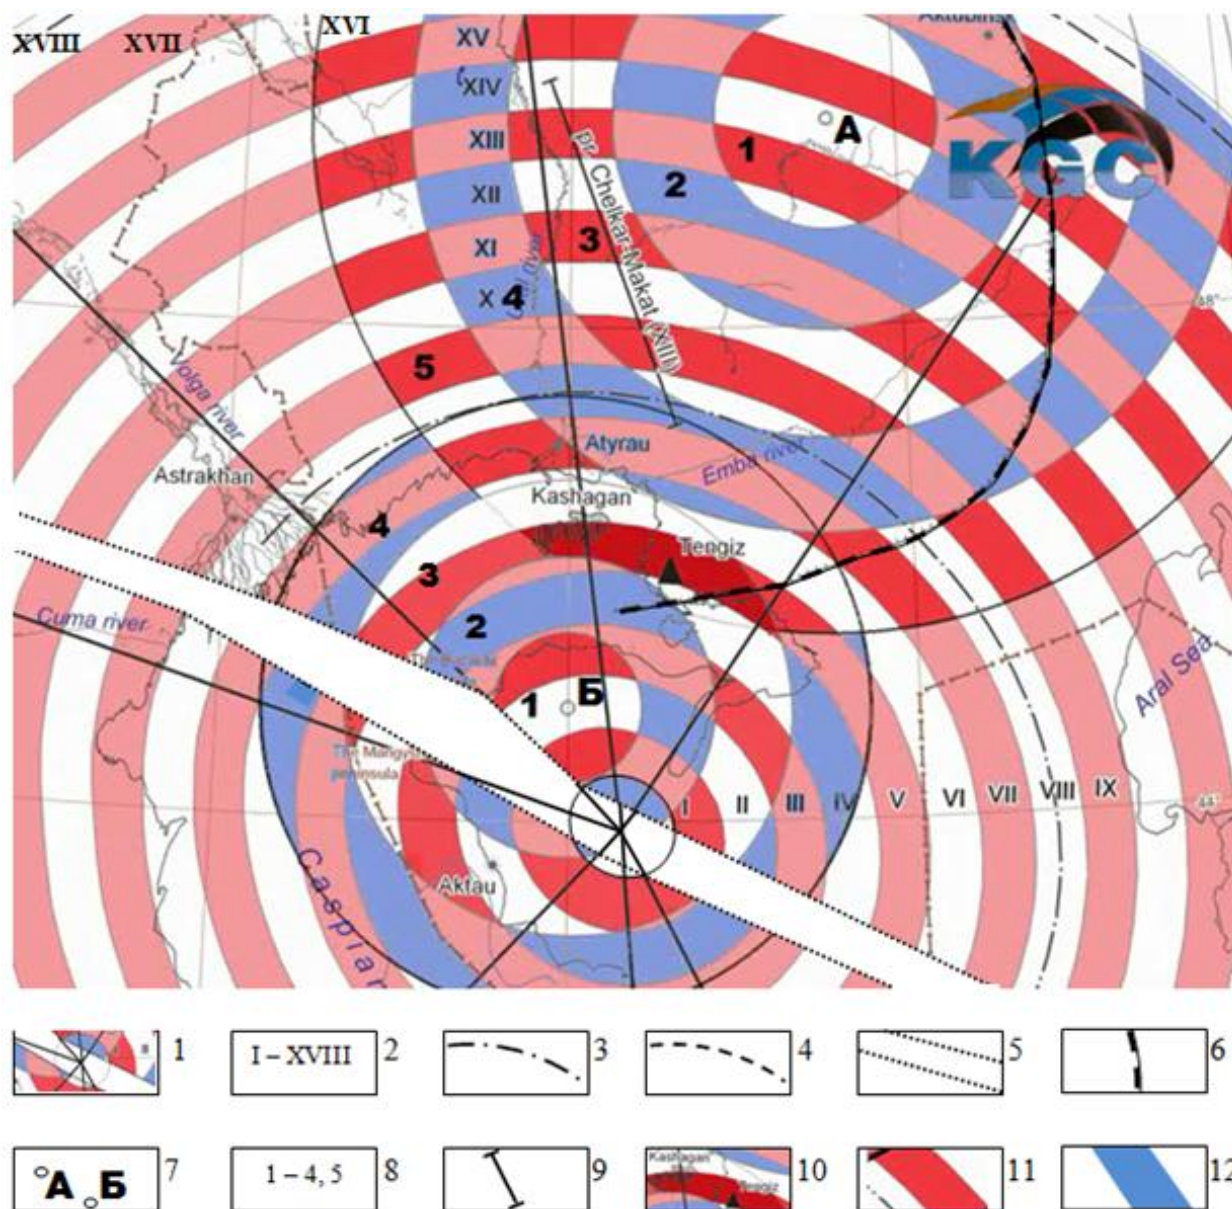 XVIII XVII XVI
XV
XIV
XIII
XII
XI
X
Aktubins
A
1
2
3
4
5
KGC
pr. Chelkar-Makat (XIII)
river
48°
Volga river
Astrakhan
Atyrau
Emba river
Kashagan
Tengiz
4
3
2
1
Б
Cuma river
Aral Sea
The Mangys
peninsula
I II III IV V VI VII VIII IX
44°
Aktau
Caspian
1
I – XVIII 2
3
4
5
6
А Б 7
1 – 4, 5 8
9
Kashagan
Tengiz
10
11
12